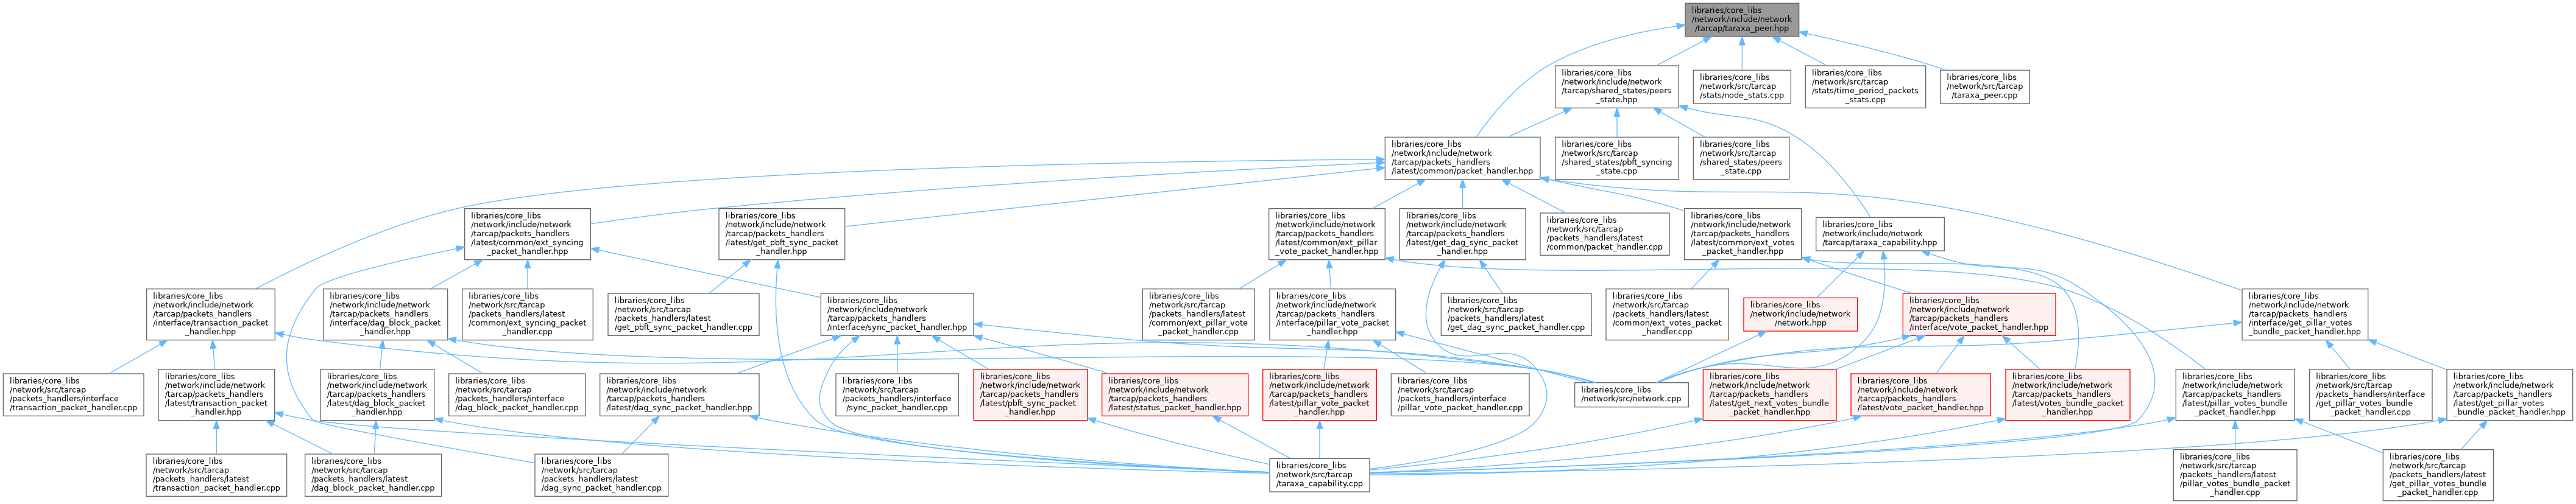 libraries/core_libs
/network/include/network
/tarcap/taraxa_peer.hpp
libraries/core_libs
/network/include/network
/tarcap/shared_states/peers
_state.hpp
libraries/core_libs
/network/src/tarcap
/stats/node_stats.cpp
libraries/core_libs
/network/src/tarcap
/stats/time_period_packets
_stats.cpp
libraries/core_libs
/network/src/tarcap
/taraxa_peer.cpp
libraries/core_libs
/network/include/network
/tarcap/packets_handlers
/latest/common/packet_handler.hpp
libraries/core_libs
/network/src/tarcap
/shared_states/pbft_syncing
_state.cpp
libraries/core_libs
/network/src/tarcap
/shared_states/peers
_state.cpp
libraries/core_libs
/network/include/network
/tarcap/packets_handlers
/latest/common/ext_syncing
_packet_handler.hpp
libraries/core_libs
/network/include/network
/tarcap/packets_handlers
/latest/get_pbft_sync_packet
_handler.hpp
libraries/core_libs
/network/include/network
/tarcap/packets_handlers
/latest/common/ext_pillar
_vote_packet_handler.hpp
libraries/core_libs
/network/include/network
/tarcap/packets_handlers
/latest/get_dag_sync_packet
_handler.hpp
libraries/core_libs
/network/src/tarcap
/packets_handlers/latest
/common/packet_handler.cpp
libraries/core_libs
/network/include/network
/tarcap/packets_handlers
/latest/common/ext_votes
_packet_handler.hpp
libraries/core_libs
/network/include/network
/tarcap/taraxa_capability.hpp
libraries/core_libs
/network/include/network
/tarcap/packets_handlers
/interface/transaction_packet
_handler.hpp
libraries/core_libs
/network/include/network
/tarcap/packets_handlers
/interface/dag_block_packet
_handler.hpp
libraries/core_libs
/network/src/tarcap
/packets_handlers/latest
/common/ext_syncing_packet
_handler.cpp
libraries/core_libs
/network/src/tarcap
/packets_handlers/latest
/get_pbft_sync_packet_handler.cpp
libraries/core_libs
/network/include/network
/tarcap/packets_handlers
/interface/sync_packet_handler.hpp
libraries/core_libs
/network/src/tarcap
/packets_handlers/latest
/common/ext_pillar_vote
_packet_handler.cpp
libraries/core_libs
/network/include/network
/tarcap/packets_handlers
/interface/pillar_vote_packet
_handler.hpp
libraries/core_libs
/network/src/tarcap
/packets_handlers/latest
/get_dag_sync_packet_handler.cpp
libraries/core_libs
/network/src/tarcap
/packets_handlers/latest
/common/ext_votes_packet
_handler.cpp
libraries/core_libs
/network/include/network
/network.hpp
libraries/core_libs
/network/include/network
/tarcap/packets_handlers
/interface/vote_packet_handler.hpp
libraries/core_libs
/network/include/network
/tarcap/packets_handlers
/interface/get_pillar_votes
_bundle_packet_handler.hpp
libraries/core_libs
/network/src/tarcap
/packets_handlers/interface
/transaction_packet_handler.cpp
libraries/core_libs
/network/include/network
/tarcap/packets_handlers
/latest/transaction_packet
_handler.hpp
libraries/core_libs
/network/include/network
/tarcap/packets_handlers
/latest/dag_block_packet
_handler.hpp
libraries/core_libs
/network/src/tarcap
/packets_handlers/interface
/dag_block_packet_handler.cpp
libraries/core_libs
/network/include/network
/tarcap/packets_handlers
/latest/dag_sync_packet_handler.hpp
libraries/core_libs
/network/src/tarcap
/packets_handlers/interface
/sync_packet_handler.cpp
libraries/core_libs
/network/include/network
/tarcap/packets_handlers
/latest/pbft_sync_packet
_handler.hpp
libraries/core_libs
/network/include/network
/tarcap/packets_handlers
/latest/status_packet_handler.hpp
libraries/core_libs
/network/include/network
/tarcap/packets_handlers
/latest/pillar_vote_packet
_handler.hpp
libraries/core_libs
/network/src/tarcap
/packets_handlers/interface
/pillar_vote_packet_handler.cpp
libraries/core_libs
/network/src/network.cpp
libraries/core_libs
/network/include/network
/tarcap/packets_handlers
/latest/get_next_votes_bundle
_packet_handler.hpp
libraries/core_libs
/network/include/network
/tarcap/packets_handlers
/latest/vote_packet_handler.hpp
libraries/core_libs
/network/include/network
/tarcap/packets_handlers
/latest/votes_bundle_packet
_handler.hpp
libraries/core_libs
/network/include/network
/tarcap/packets_handlers
/latest/pillar_votes_bundle
_packet_handler.hpp
libraries/core_libs
/network/src/tarcap
/packets_handlers/interface
/get_pillar_votes_bundle
_packet_handler.cpp
libraries/core_libs
/network/include/network
/tarcap/packets_handlers
/latest/get_pillar_votes
_bundle_packet_handler.hpp
libraries/core_libs
/network/src/tarcap
/packets_handlers/latest
/transaction_packet_handler.cpp
libraries/core_libs
/network/src/tarcap
/packets_handlers/latest
/dag_block_packet_handler.cpp
libraries/core_libs
/network/src/tarcap
/packets_handlers/latest
/dag_sync_packet_handler.cpp
libraries/core_libs
/network/src/tarcap
/taraxa_capability.cpp
libraries/core_libs
/network/src/tarcap
/packets_handlers/latest
/pillar_votes_bundle_packet
_handler.cpp
libraries/core_libs
/network/src/tarcap
/packets_handlers/latest
/get_pillar_votes_bundle
_packet_handler.cpp